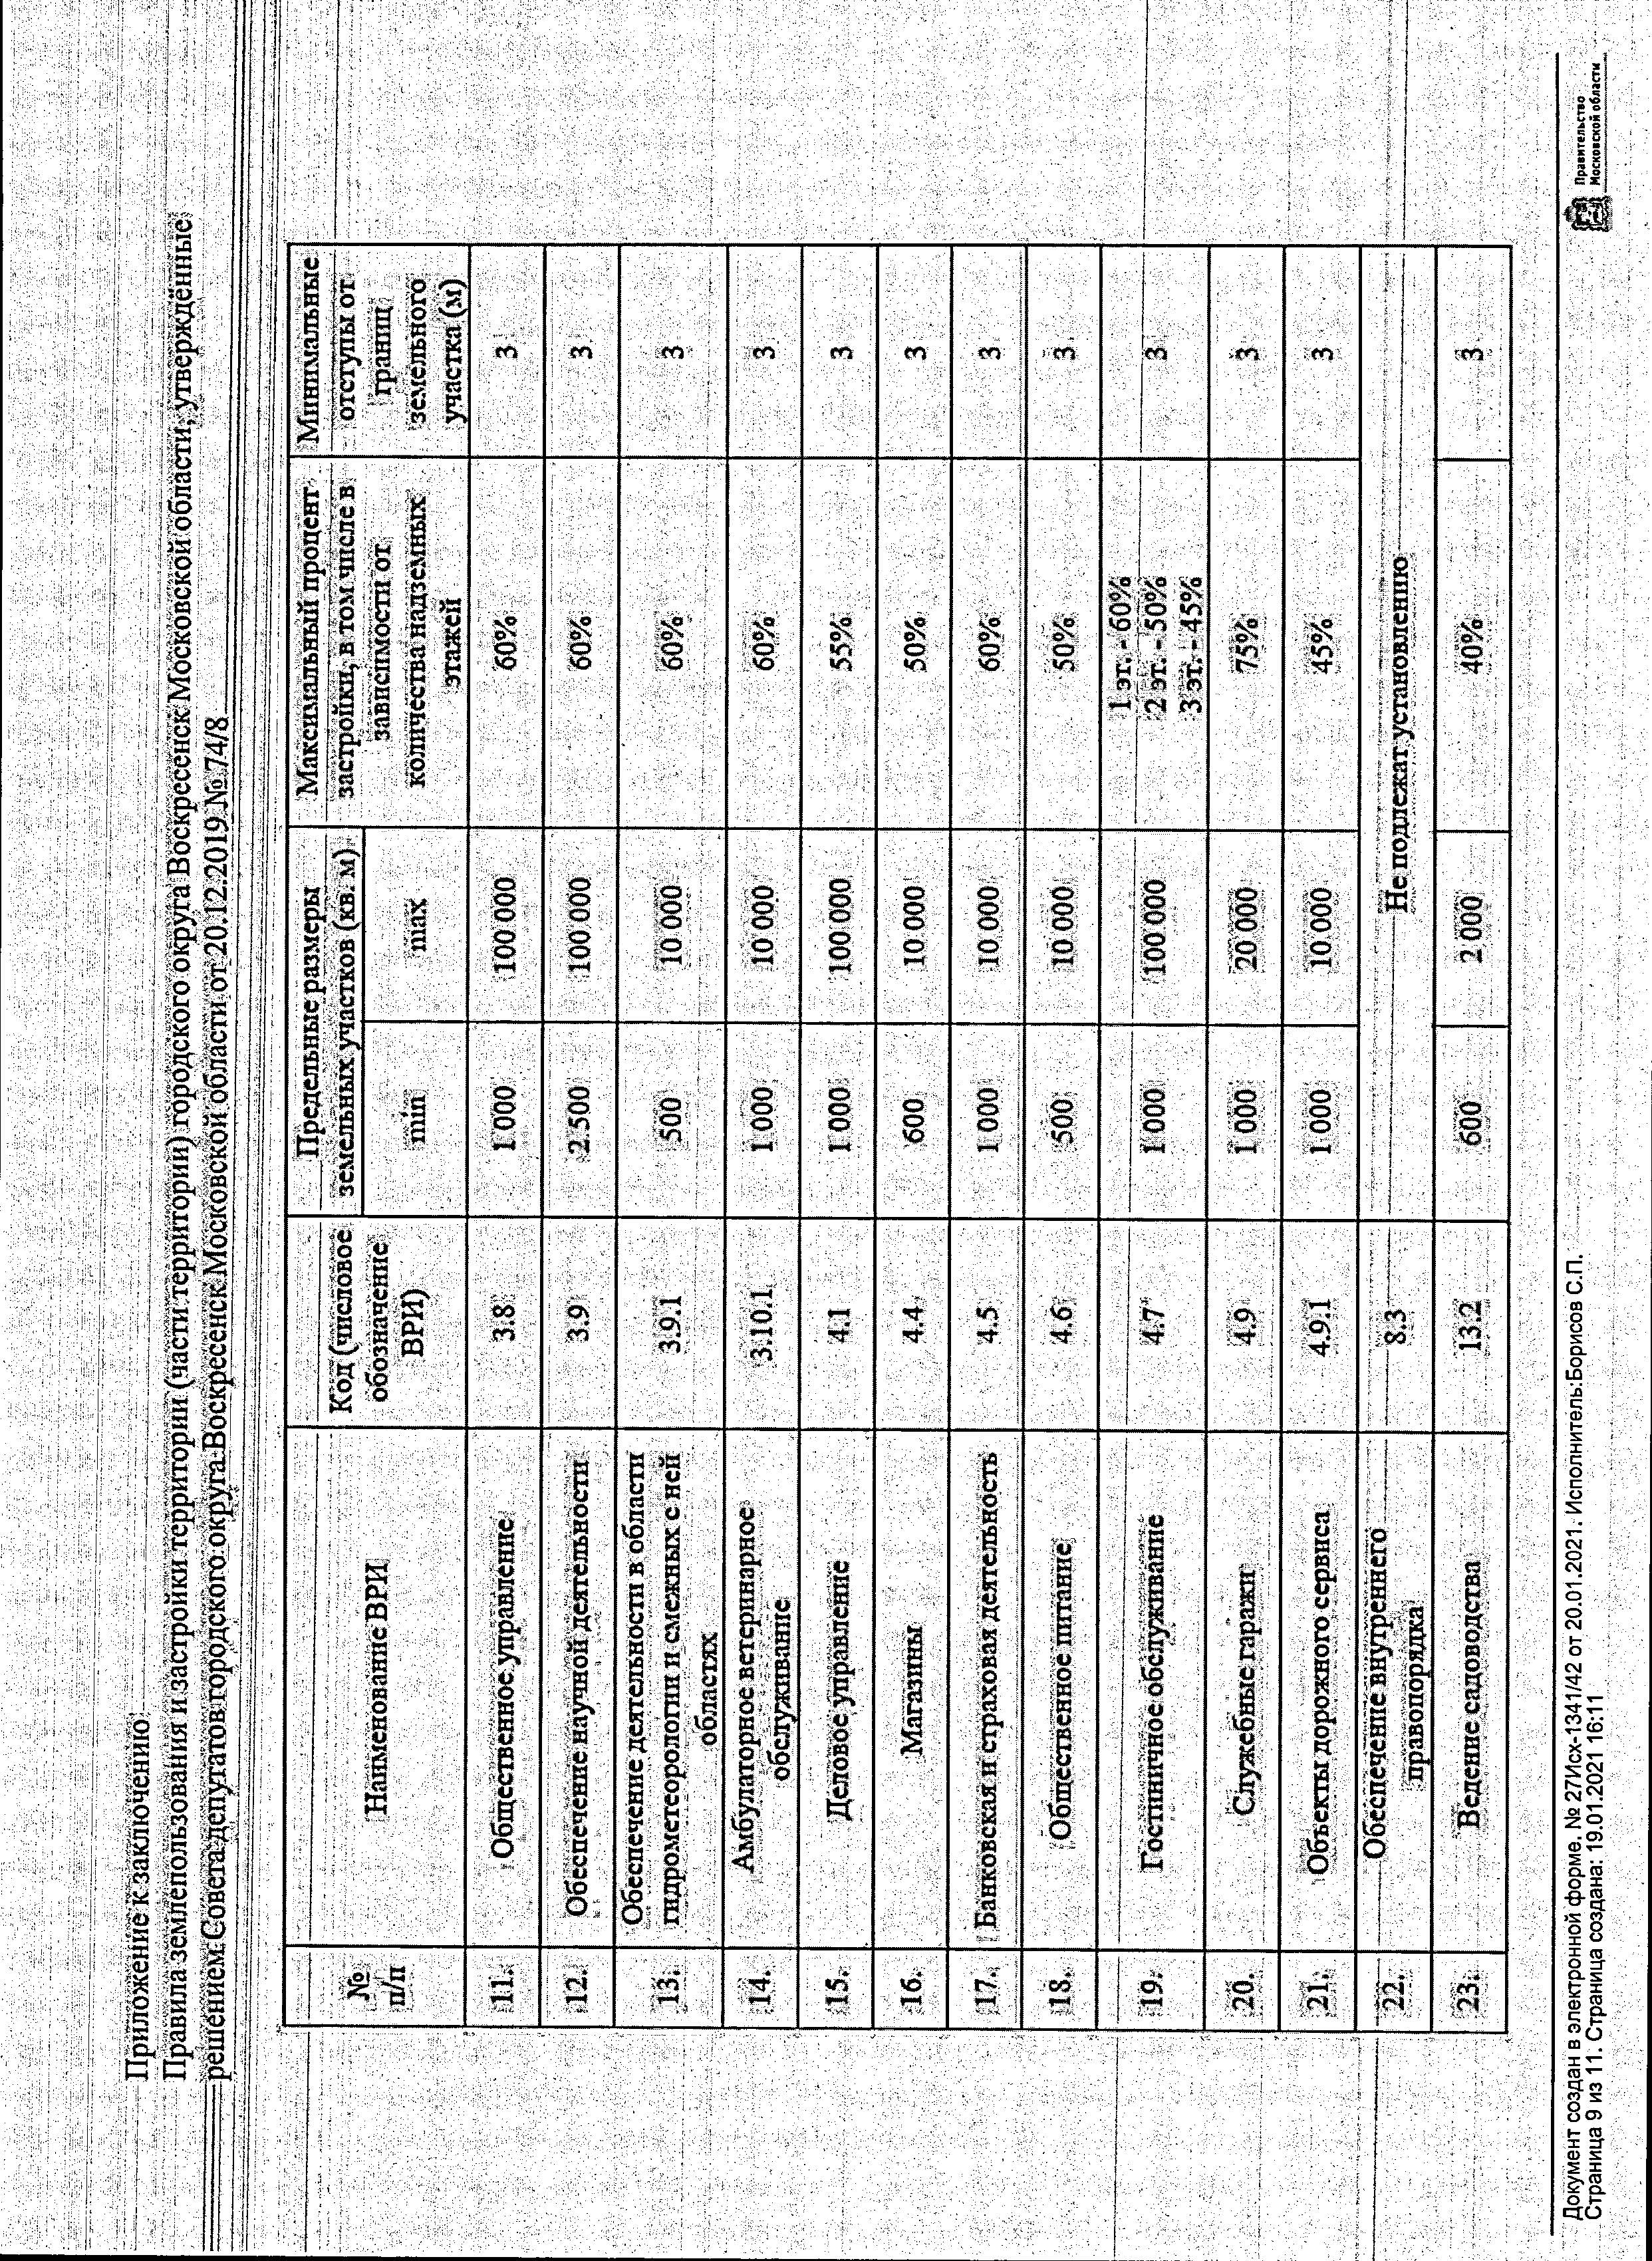 Приложение к заключению
Правила землепользования и застройки территории (части территории) городского округа Воскресенск Московской области, утвержденные
решением Совета депутатов городского округа Воскресенск Московской области от 20.12.2019 № 74/8
№
п/п
Наименование ВРИ
Код (числовое
обозначение
ВРИ)
Предельные размеры
земельных участков (кв. м)
min
max
Максимальный процент
застройки, в том числе в
зависимости от
количества надземных
этажей
Минимальные
отступы от
границ
земельного
участка (м)
11. Общественное управление 3.8 1 000 100 000 60% 3
12. Обеспечение научной деятельности 3.9 2 500 100 000 60% 3
13. Обеспечение деятельности в области
гидрометеорологии и смежных с ней
областях
3.9.1 500 10 000 60% 3
14. Амбулаторное ветеринарное
обслуживание
3.10.1 1 000 10 000 60% 3
15. Деловое управление 4.1 1 000 100 000 55% 3
16. Магазины 4.4 600 10 000 50% 3
17. Банковская и страховая деятельность 4.5 1 000 10 000 60% 3
18. Общественное питание 4.6 500 10 000 50% 3
19. Гостиничное обслуживание 4.7 1 000 100 000
1 эт. - 60%
2 эт. - 50%
3 эт. - 45%
3
20. Служебные гаражи 4.9 1 000 20 000 75% 3
21. Объекты дорожного сервиса 4.9.1 1 000 10 000 45% 3
22. Обеспечение внутреннего
правопорядка
8.3 Не подлежат установлению
23. Ведение садоводства 13.2 600 2 000 40% 3
Документ создан в электронной форме. № 27Исх-1341/42 от 20.01.2021. Исполнитель:Борисов С.П.
Страница 9 из 11. Страница создана: 19.01.2021 16:11
Правительство
Московской области